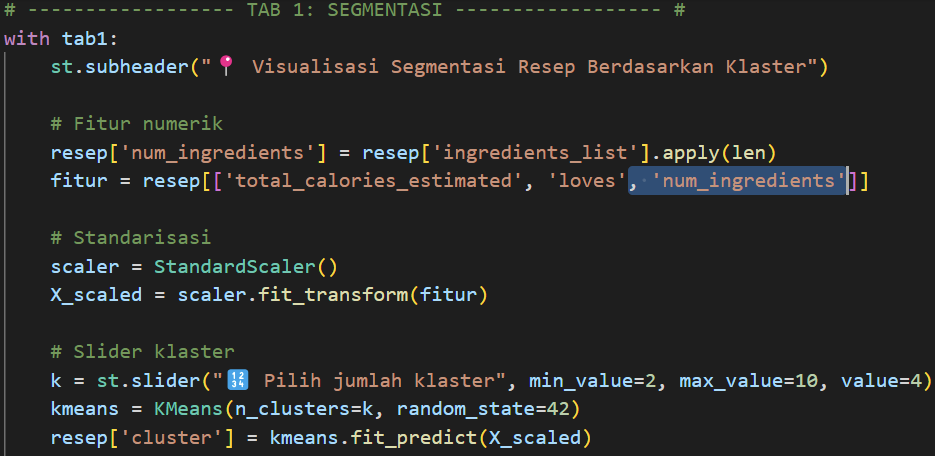 # ------------------ TAB 1: SEGMENTASI ------------------ #
with tab1:
    st.subheader("📍 Visualisasi Segmentasi Resep Berdasarkan Klaster")

    # Fitur numerik
    resep['num_ingredients'] = resep['ingredients_list'].apply(len)
    fitur = resep[['total_calories_estimated', 'loves', 'num_ingredients']]

    # Standarisasi
    scaler = StandardScaler()
    X_scaled = scaler.fit_transform(fitur)

    # Slider klaster
    k = st.slider("🔢 Pilih jumlah klaster", min_value=2, max_value=10, value=4)
    kmeans = KMeans(n_clusters=k, random_state=42)
    resep['cluster'] = kmeans.fit_predict(X_scaled)